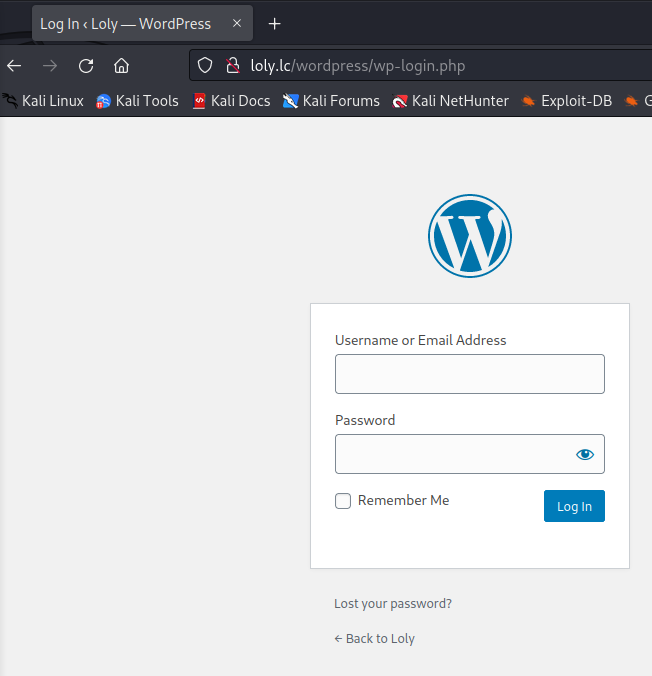 Log In ‹ Loly — WordPress
loly.lc/wordpress/wp-login.php
Kali Linux Kali Tools Kali Docs Kali Forums Kali NetHunter Exploit-DB G
Username or Email Address
Password
Remember Me Log In
Lost your password?
← Back to Loly